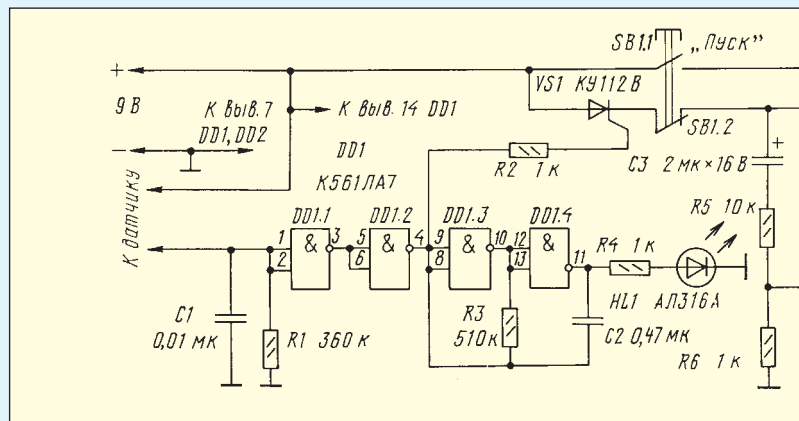 SB1.1 „Пуск”
+
VS1 КУ112В
9 В
К выв. 7
DD1, DD2
К выв. 14 DD1
SB1.2
–
DD1
К561ЛА7
R2 1 к
+
C3 2 мк × 16 В
К датчику
DD1.1
DD1.2
DD1.3
DD1.4
R5 10 к
1
2
&
3
5
6
&
4
9
8
&
10
12
13
&
11
R4 1 к
HL1 АЛ316А
C1
0,01 мк
R1 360 к
R3
510 к
C2 0,47 мк
R6 1 к